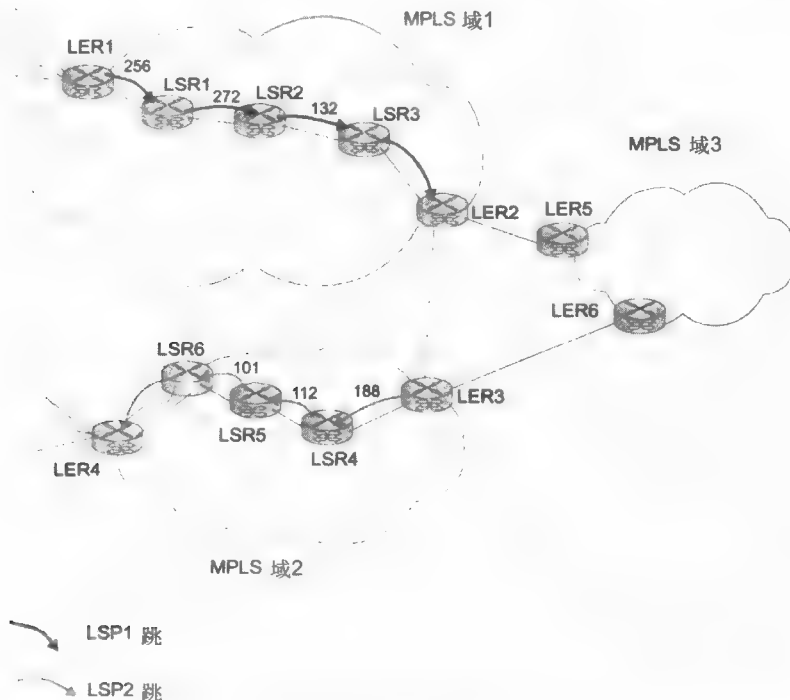 MPLS 域1
LER1
256
LSR1
272
LSR2
132
LSR3
MPLS 域3
LER2
LER5
LER6
LSR6
101
112
188
LER3
LSR5
LSR4
LER4
MPLS 域2
LSP1 跳
LSP2 跳